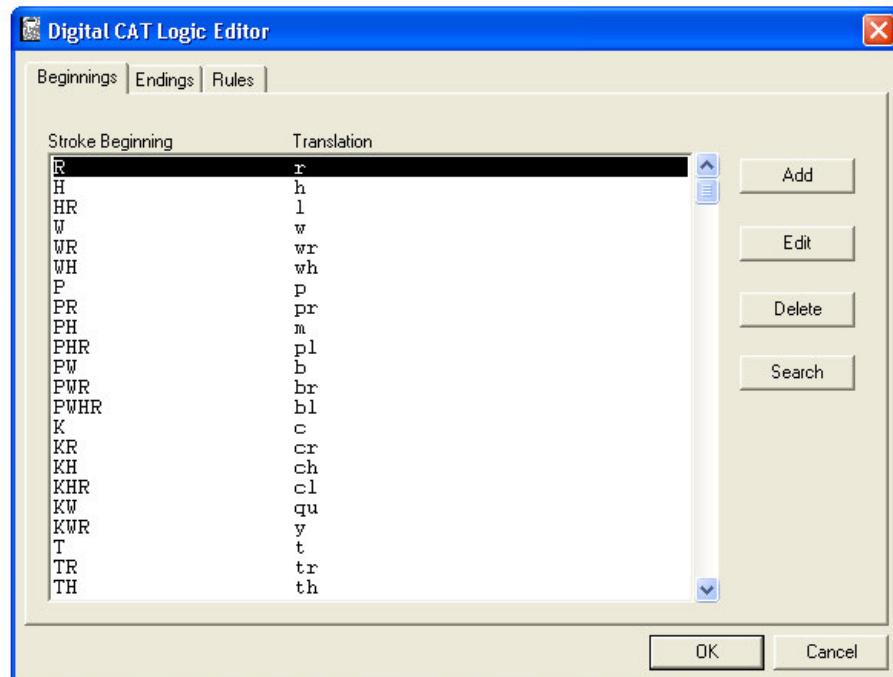 Digital CAT Logic Editor
Beginnings Endings Rules
Stroke Beginning Translation
R r
H h
HR l
W w
WR wr
WH wh
P p
PR pr
PH m
PHR pl
PW b
PWR br
PWHR bl
K c
KR cr
KH ch
KHR cl
KW qu
KWR y
T t
TR tr
TH th
Add
Edit
Delete
Search
OK Cancel